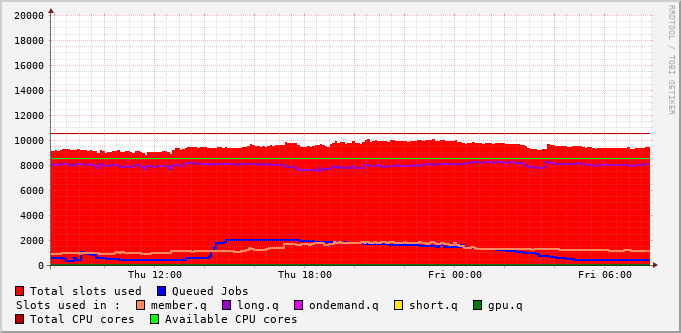 20000
18000
16000
14000
12000
10000
8000
6000
4000
2000
0
Thu 12:00 Thu 18:00 Fri 00:00 Fri 06:00
RRDTOOL / TOBI OETIKER
Total slots used Queued Jobs
Slots used in : member.q long.q ondemand.q short.q gpu.q
Total CPU cores Available CPU cores